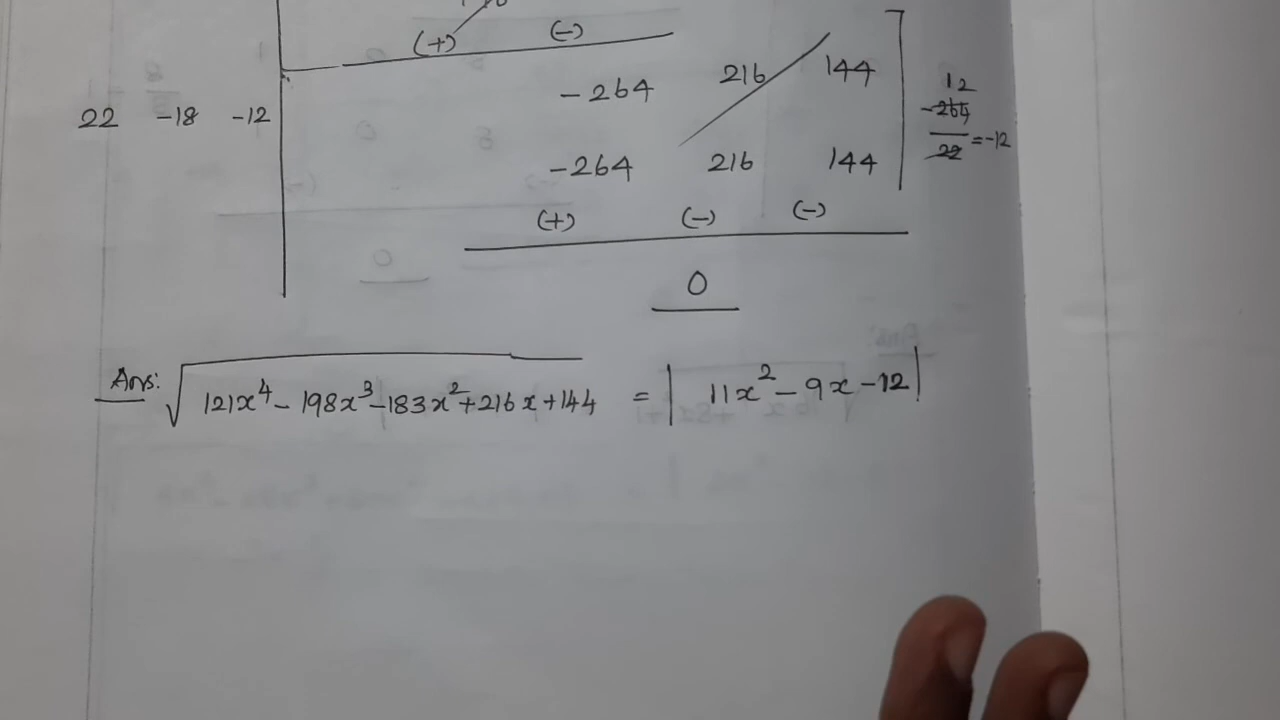 (+) (-)
-264 216 144
22 -18 -12
-264 216 144
(+) (-) (-)
12
-264
22 = -12
0
0
Ans: √121x⁴ - 198x³ - 183x² + 216x + 144 = | 11x² - 9x - 12 |